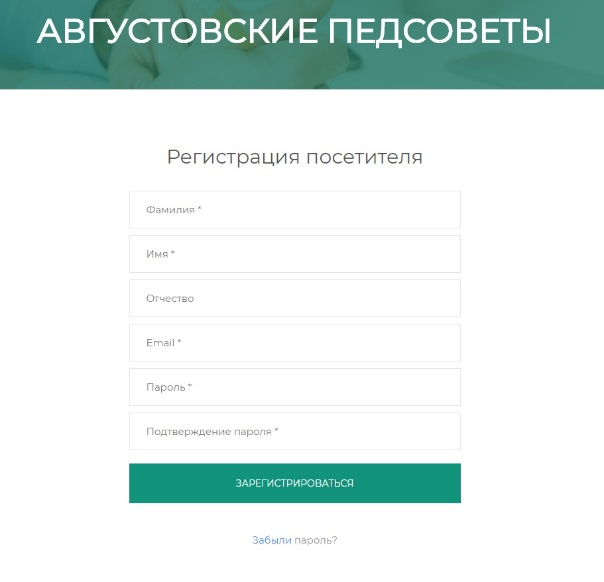 АВГУСТОВСКИЕ ПЕДСОВЕТЫ
Регистрация посетителя
Фамилия *
Имя *
Отчество
Email *
Пароль *
Подтверждение пароля *
ЗАРЕГИСТРИРОВАТЬСЯ
Забыли пароль?